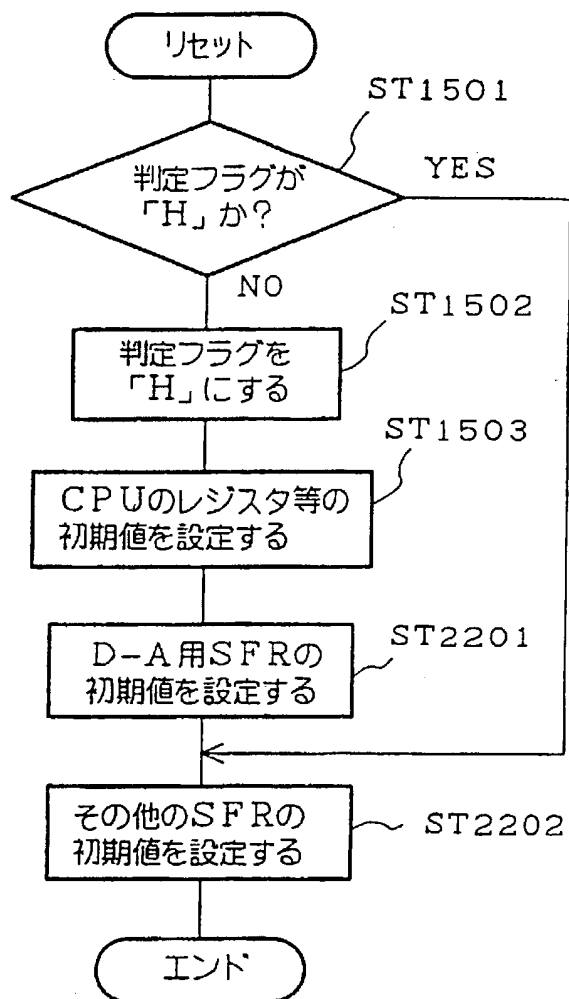 リセット
ST1501
判定フラグが
「H」か?
YES
NO
ST1502
判定フラグを
「H」にする
ST1503
CPUのレジスタ等の
初期値を設定する
ST2201
D-A用SFRの
初期値を設定する
その他のSFRの
初期値を設定する
ST2202
エンド